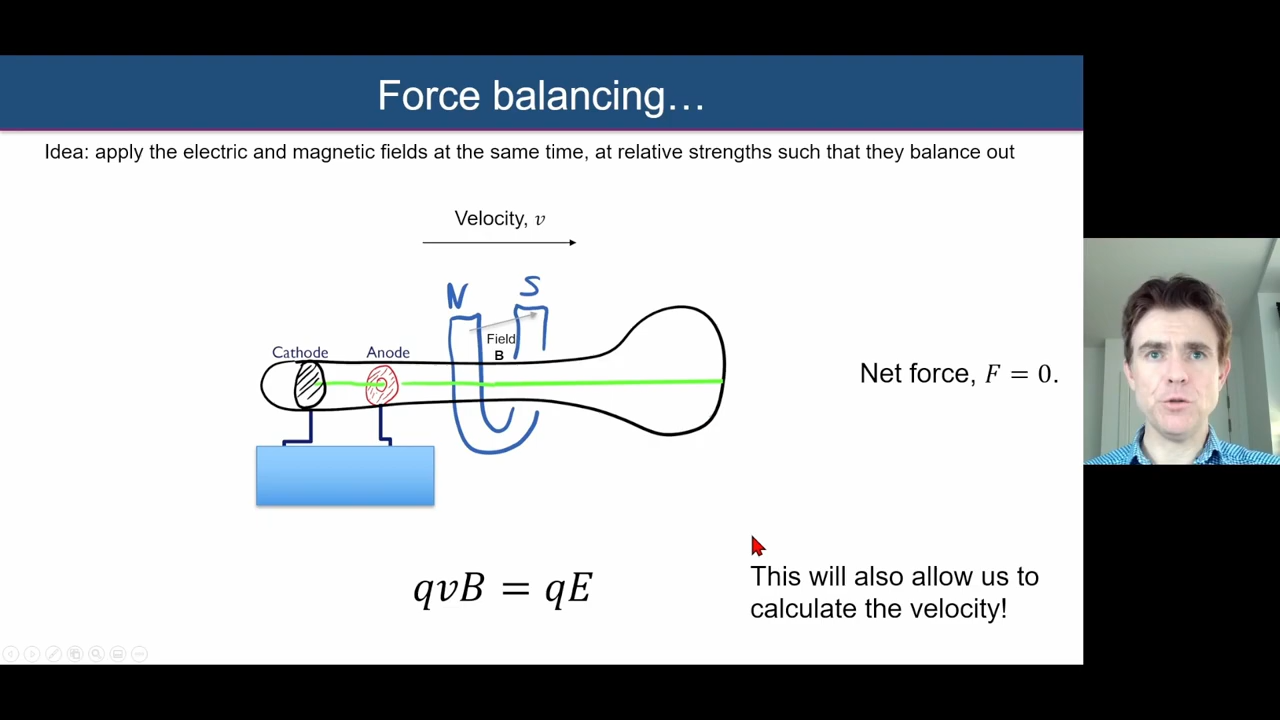 Force balancing…
Idea: apply the electric and magnetic fields at the same time, at relative strengths such that they balance out
Velocity, v
N S
Field
B
Cathode Anode
Net force, F = 0.
qvB = qE
This will also allow us to
calculate the velocity!